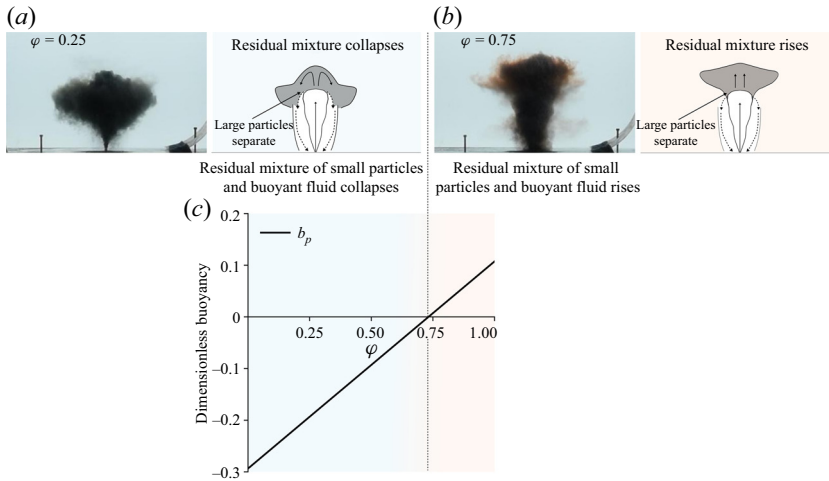 (a)
φ = 0.25
Residual mixture collapses
Large particles
separate
Residual mixture of small particles
and buoyant fluid collapses
(b)
φ = 0.75
Residual mixture rises
Large particles
separate
Residual mixture of small
particles and buoyant fluid rises
(c)
0.2
b_p
0.1
0
0.25 0.50 0.75 1.00
φ
–0.1
–0.2
–0.3
Dimensionless buoyancy